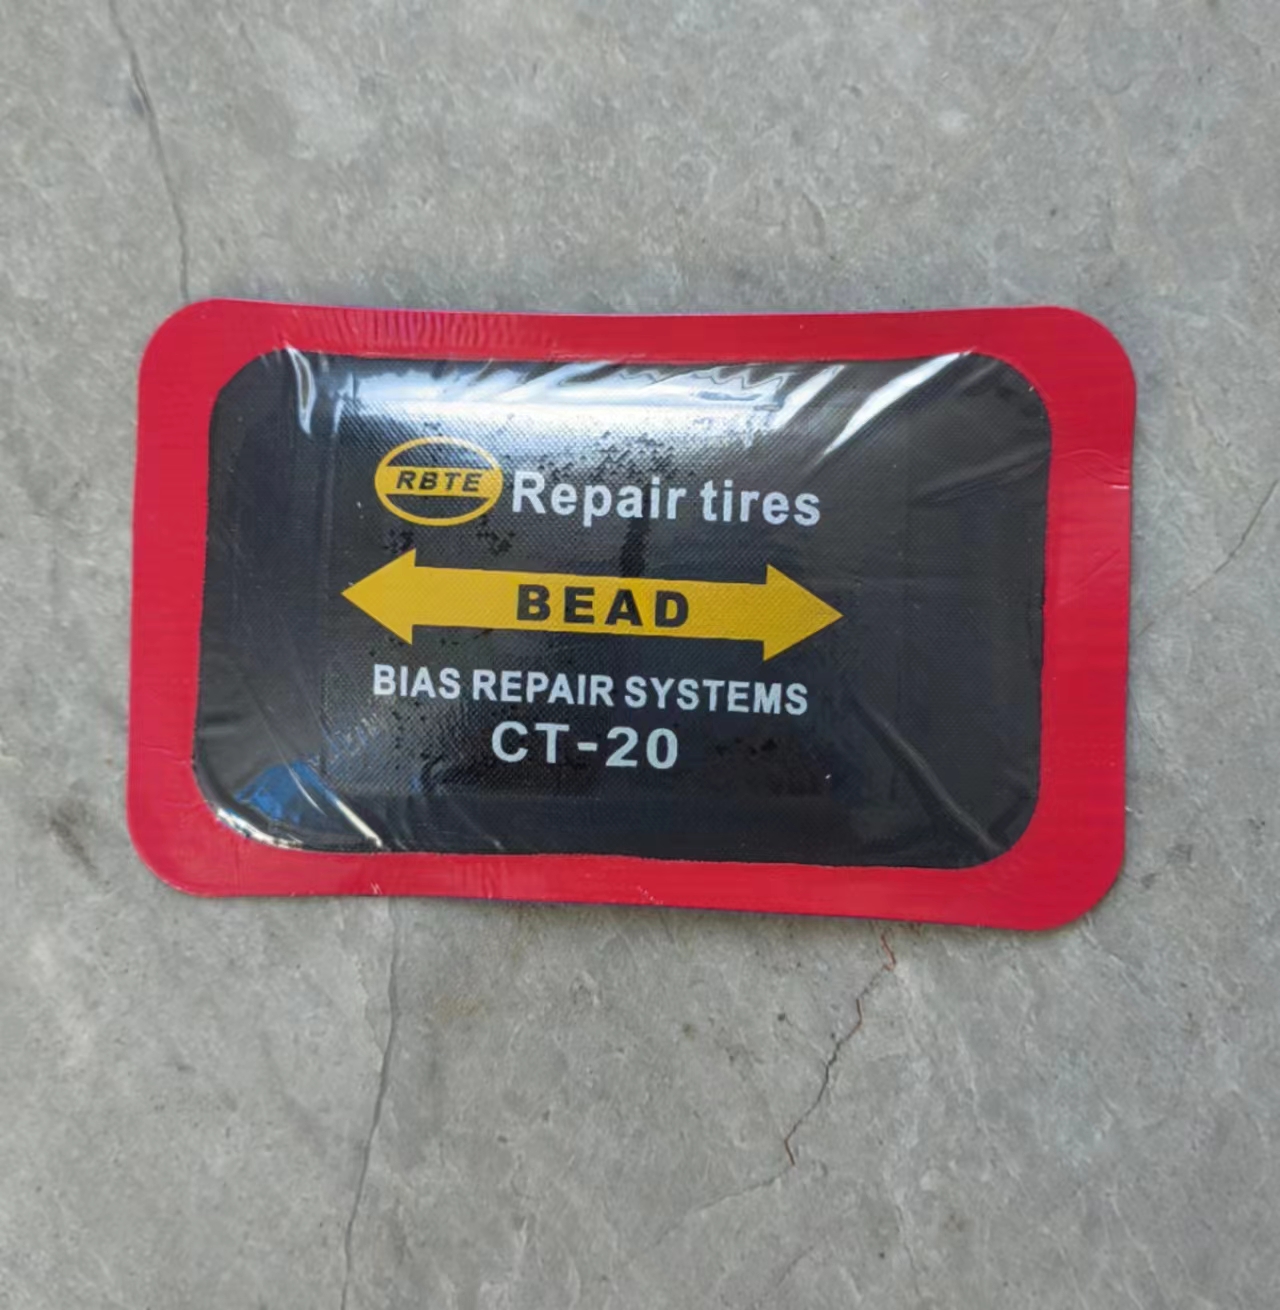 RBTE Repair tires
BEAD
BIAS REPAIR SYSTEMS
CT-20